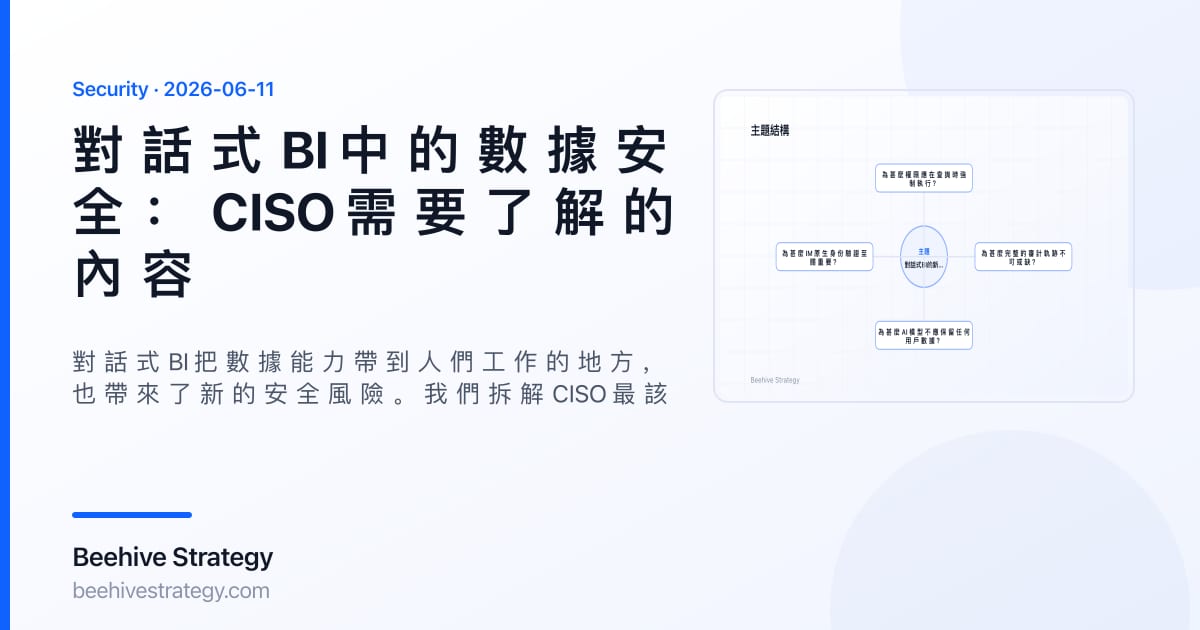 Security · 2026-06-11
對話式BI中的數據安
全： CISO需要了解的
內容
對話式BI把數據能力帶到人們工作的地方，
也帶來了新的安全風險。我們拆解CISO最該
Beehive Strategy
beehivestrategy.com
主題結構
為甚麼權限應在查詢時強
制執行？
為甚麼IM原生身份驗證至
關重要？
主題
對話式BI的新...
為甚麼完整的審計軌跡不
可或缺？
為甚麼AI模型不應保留任何
用戶數據？
Beehive Strategy